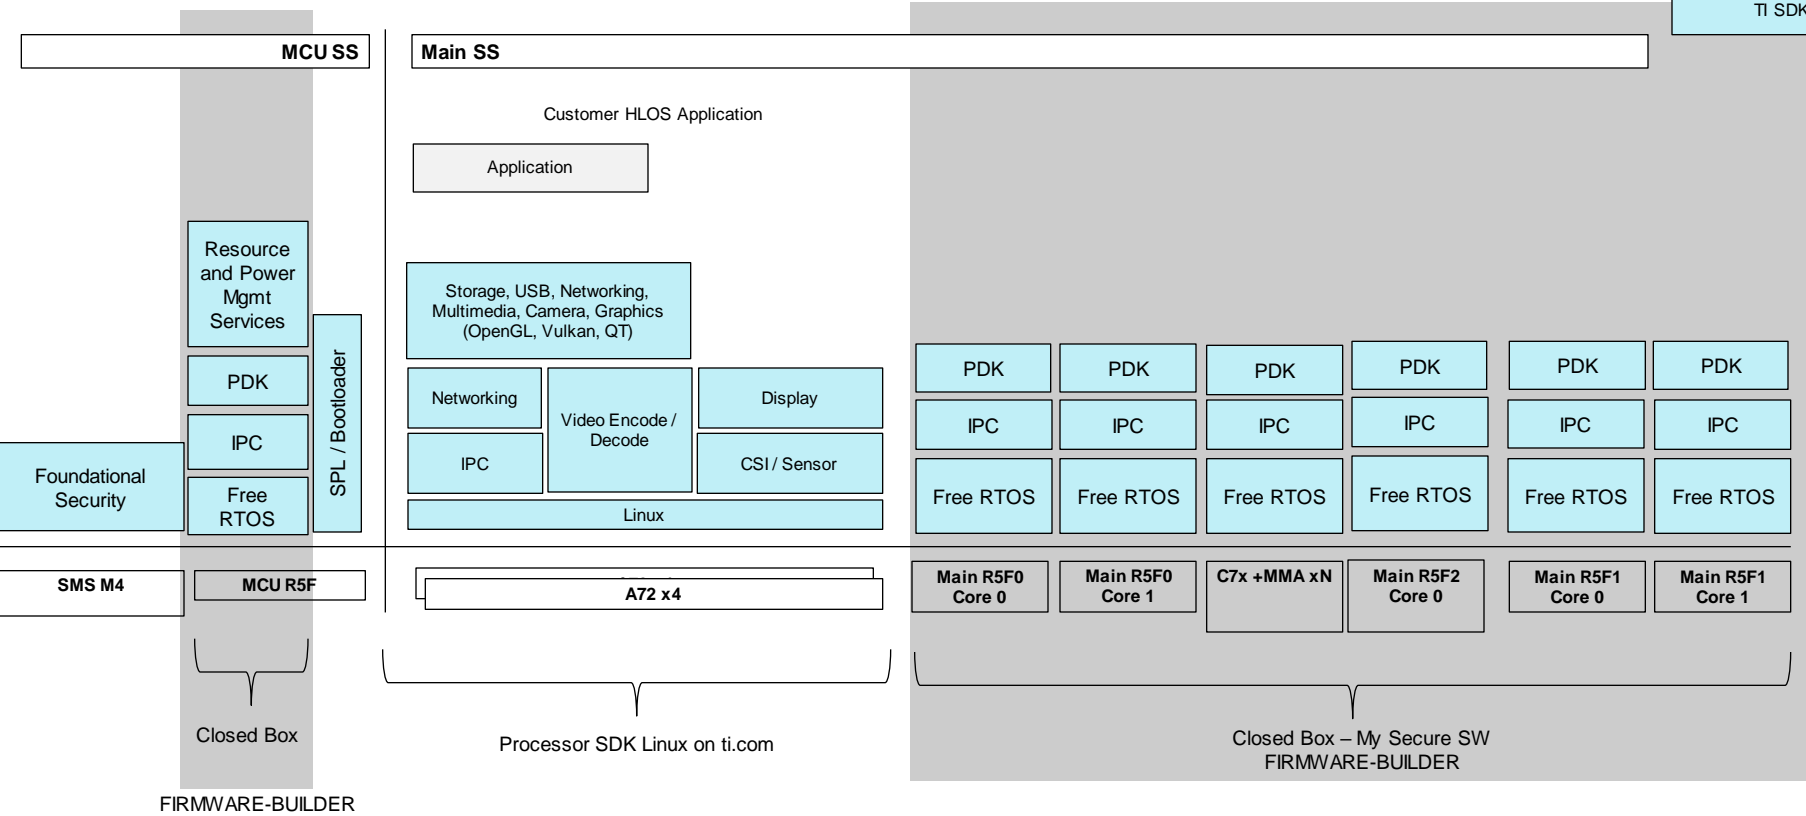 TI SDK
MCU SS
Main SS
Customer HLOS Application
Application
Resource
and Power
Mgmt
Services
PDK
IPC
Free
RTOS
SPL / Bootloader
Foundational
Security
Storage, USB, Networking,
Multimedia, Camera, Graphics
(OpenGL, Vulkan, QT)
Networking
Video Encode /
Decode
Display
IPC
CSI / Sensor
Linux
PDK
PDK
PDK
PDK
PDK
PDK
IPC
IPC
IPC
IPC
IPC
IPC
Free RTOS
Free RTOS
Free RTOS
Free RTOS
Free RTOS
Free RTOS
SMS M4
MCU R5F
A72 x4
Main R5F0
Core 0
Main R5F0
Core 1
C7x +MMA xN
Main R5F2
Core 0
Main R5F1
Core 0
Main R5F1
Core 1
Closed Box
FIRMWARE-BUILDER
Processor SDK Linux on ti.com
Closed Box – My Secure SW
FIRMWARE-BUILDER